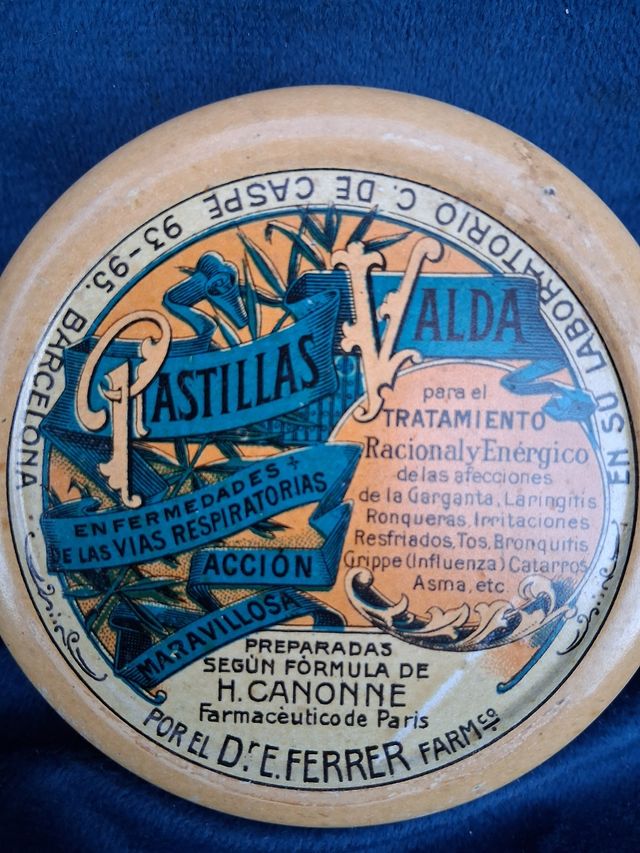 PASTILLAS VALDA
ENFERMEDADES
DE LAS VIAS RESPIRATORIAS
ACCIÓN
MARAVILLOSA
para el
TRATAMIENTO
Racional y Enérgico
de las afecciones
de la Garganta, Laringitis
Ronqueras, Irritaciones
Resfriados, Tos, Bronquitis
Grippe (Influenza) Catarros
Asma, etc.
PREPARADAS
SEGÚN FÒRMULA DE
H. CANONNE
Farmacèutico de Paris
POR EL Dr. E. FERRER FARMco
EN SU LABORATORIO C. DE CASPE 93-95. BARCELONA